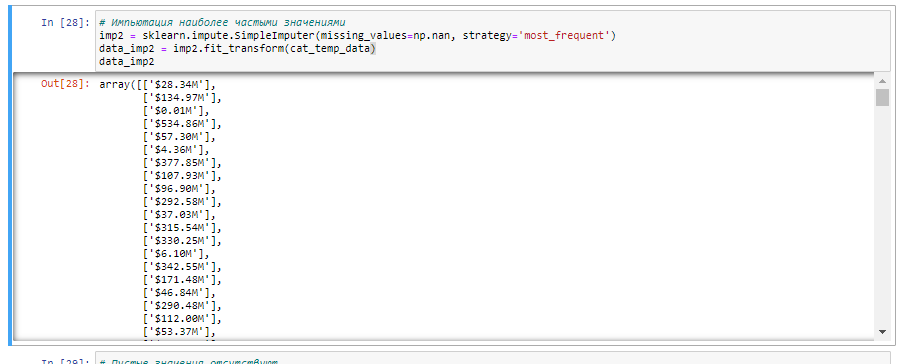 In [28]: # Импьютация наиболее частыми значениями
imp2 = sklearn.impute.SimpleImputer(missing_values=np.nan, strategy='most_frequent')
data_imp2 = imp2.fit_transform(cat_temp_data)
data_imp2
Out[28]: array([['$28.34M'],
['$134.97M'],
['$0.01M'],
['$534.86M'],
['$57.30M'],
['$4.36M'],
['$377.85M'],
['$107.93M'],
['$96.90M'],
['$292.58M'],
['$37.03M'],
['$315.54M'],
['$330.25M'],
['$6.10M'],
['$342.55M'],
['$171.48M'],
['$46.84M'],
['$290.48M'],
['$112.00M'],
['$53.37M'],
In [29]: # Пустые значения отсутствуют